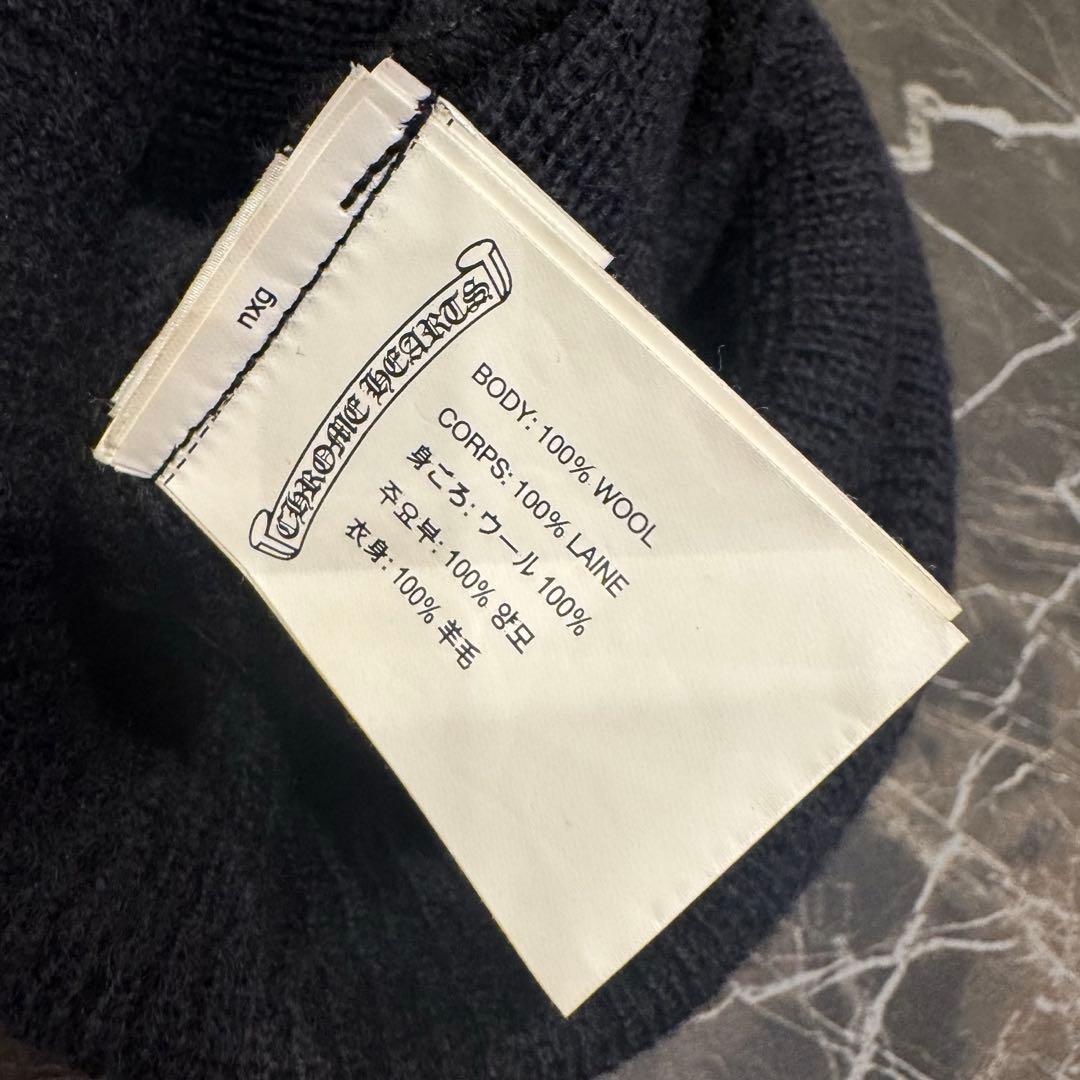 nxg
CHROME HEARTS
BODY: 100% WOOL
CORPS: 100% LAINE
身ごろ: ウール 100%
주요부: 100% 양모
衣身: 100% 羊毛